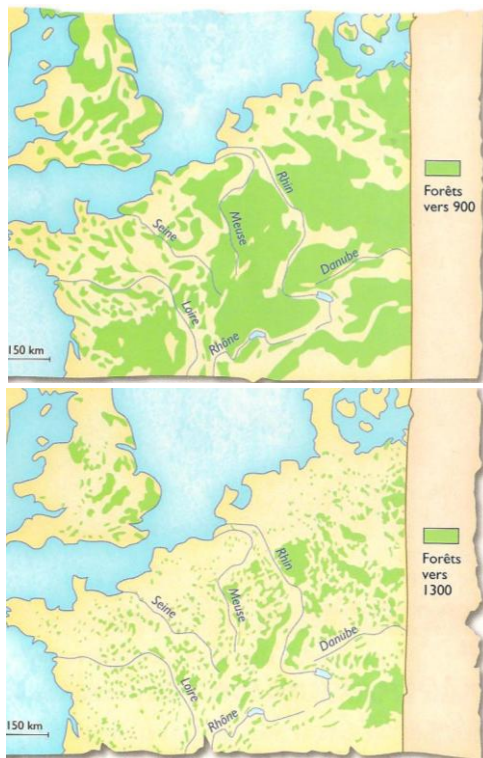 Rhin
Forêts
vers 900
Meuse
Seine
Danube
Loire
Rhône
150 km
Forêts
vers
1300
Rhin
Meuse
Seine
Danube
Loire
Rhône
150 km